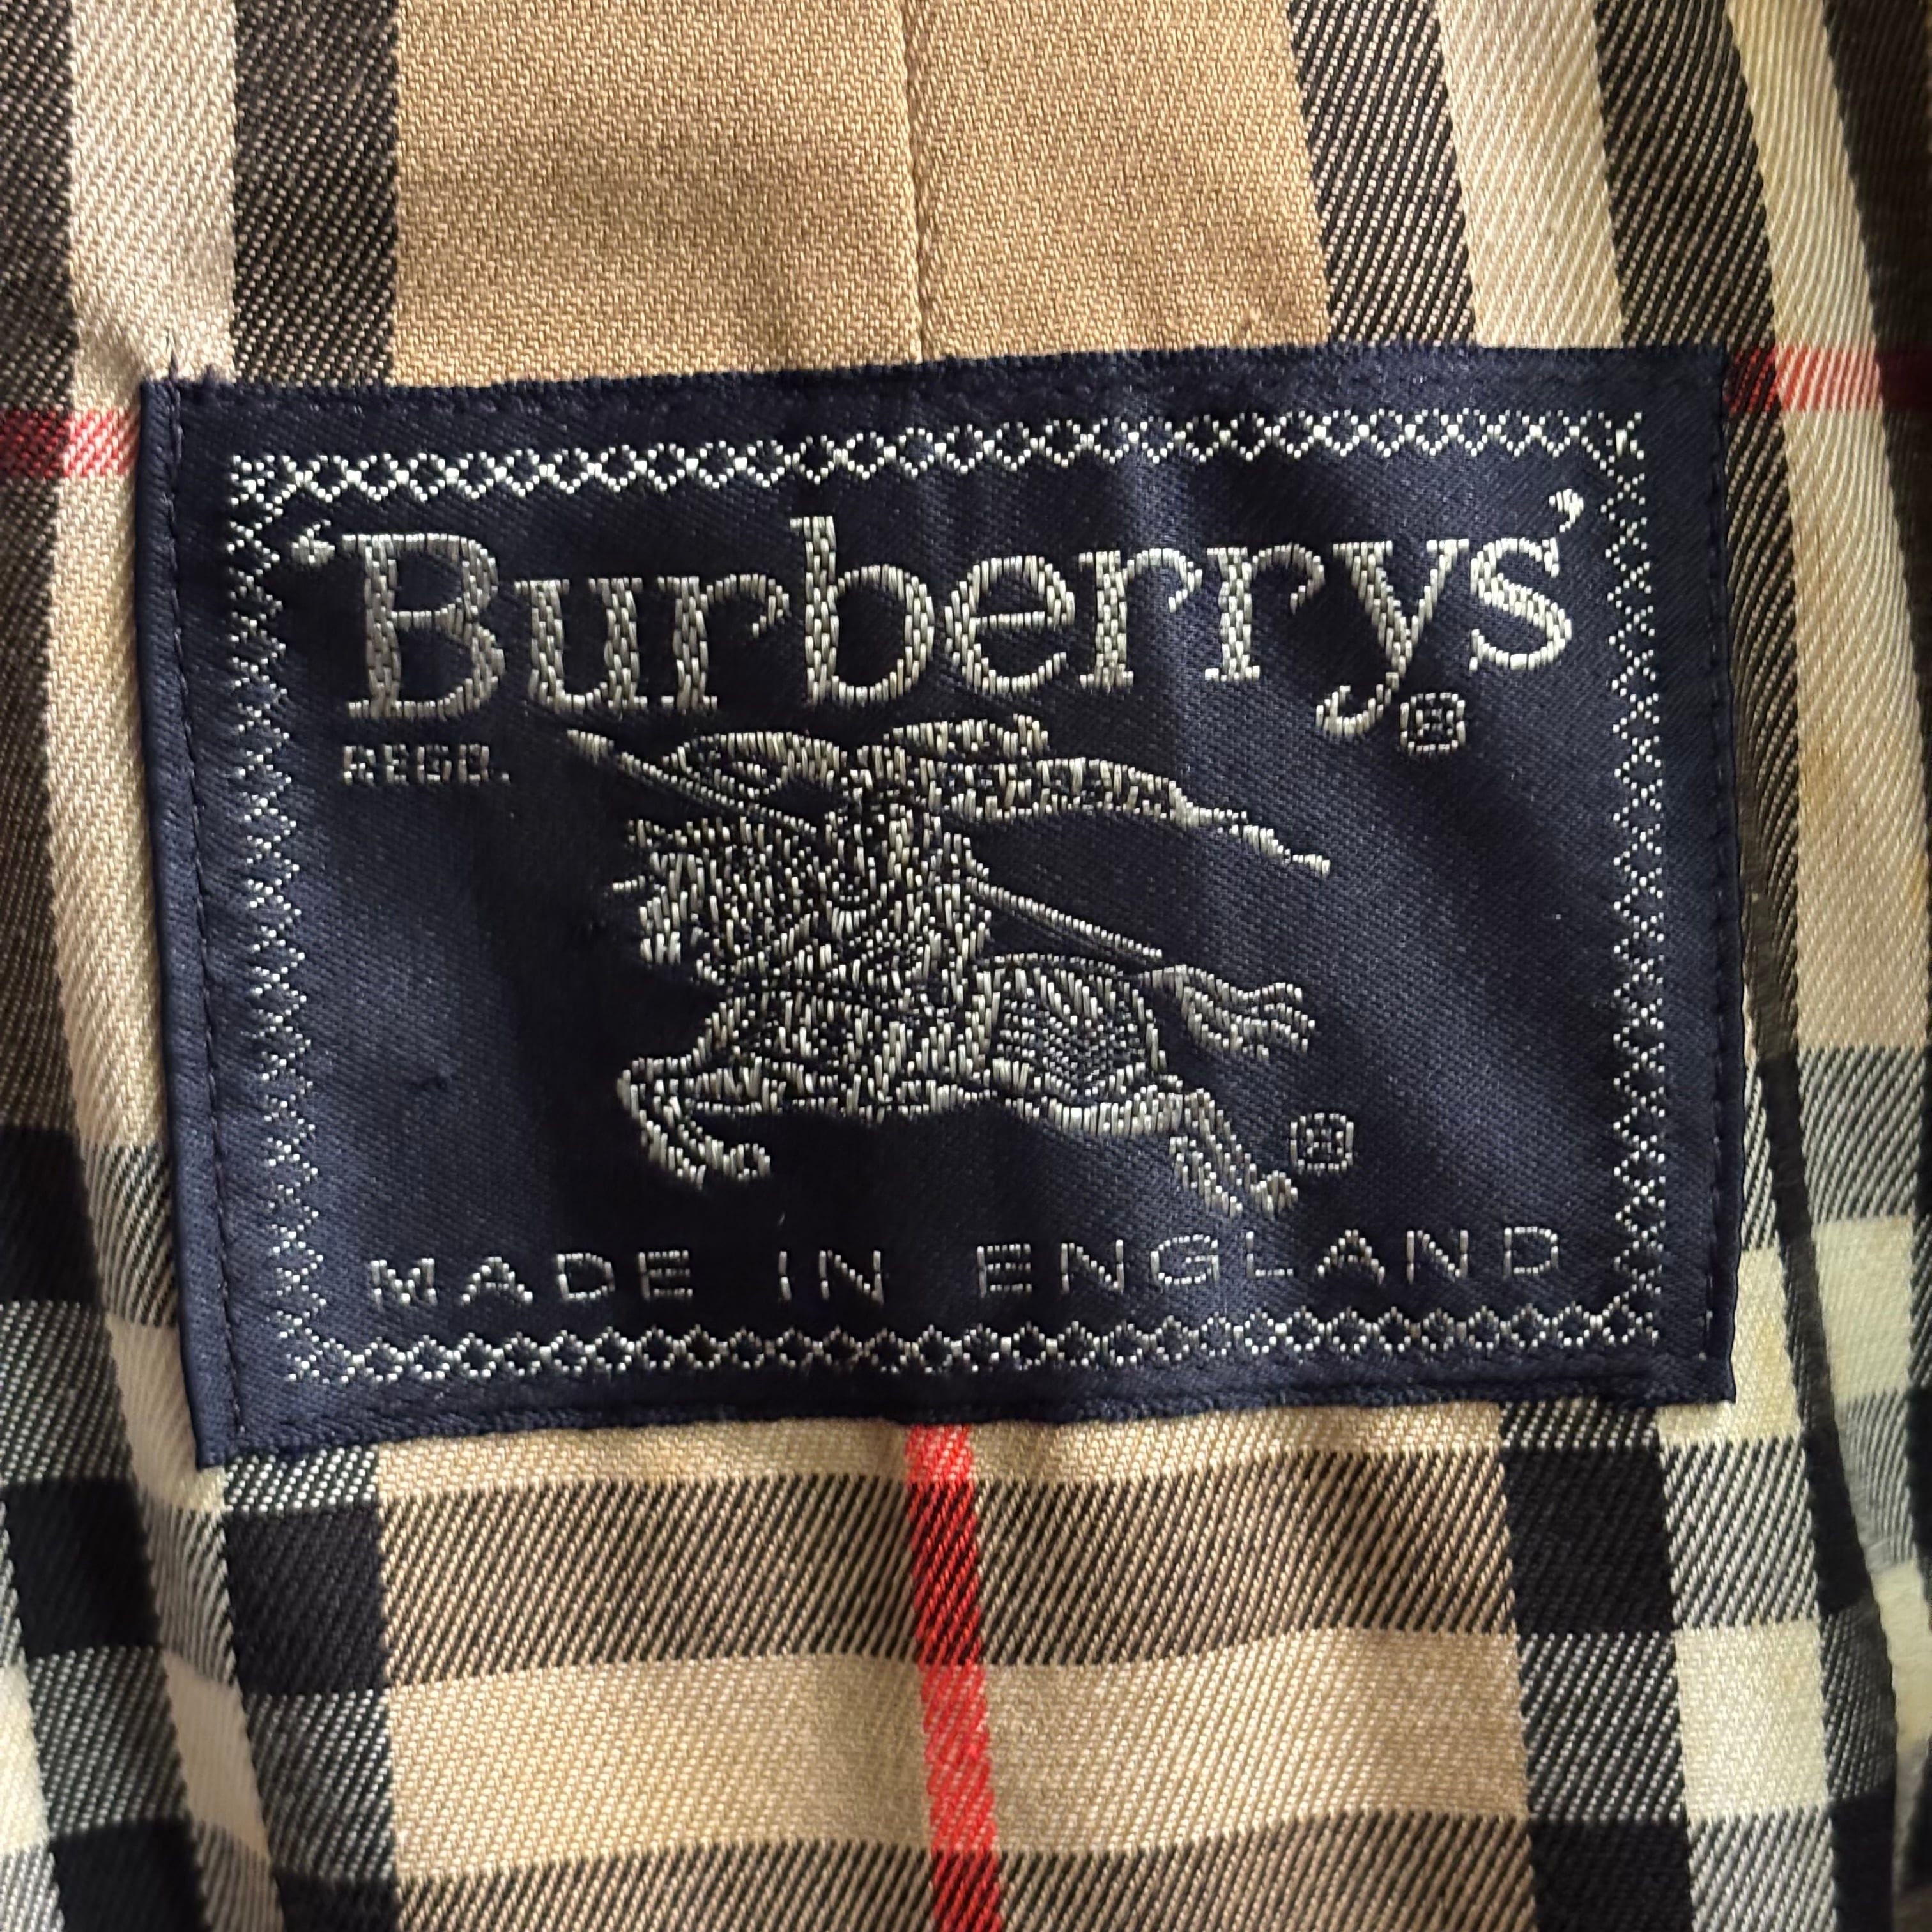 ‘Burberrys’ ®
REGD.
®
MADE IN ENGLAND